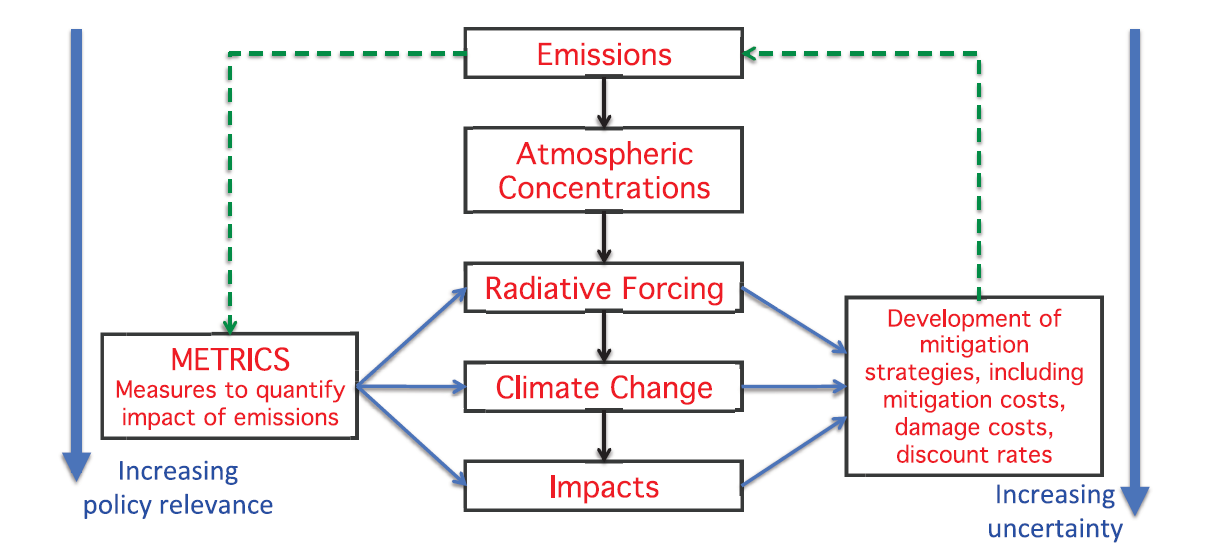 Emissions
Atmospheric
Concentrations
Radiative Forcing
METRICS
Measures to quantify
impact of emissions
Climate Change
Impacts
Development of
mitigation
strategies, including
mitigation costs,
damage costs,
discount rates
Increasing
policy relevance
Increasing
uncertainty